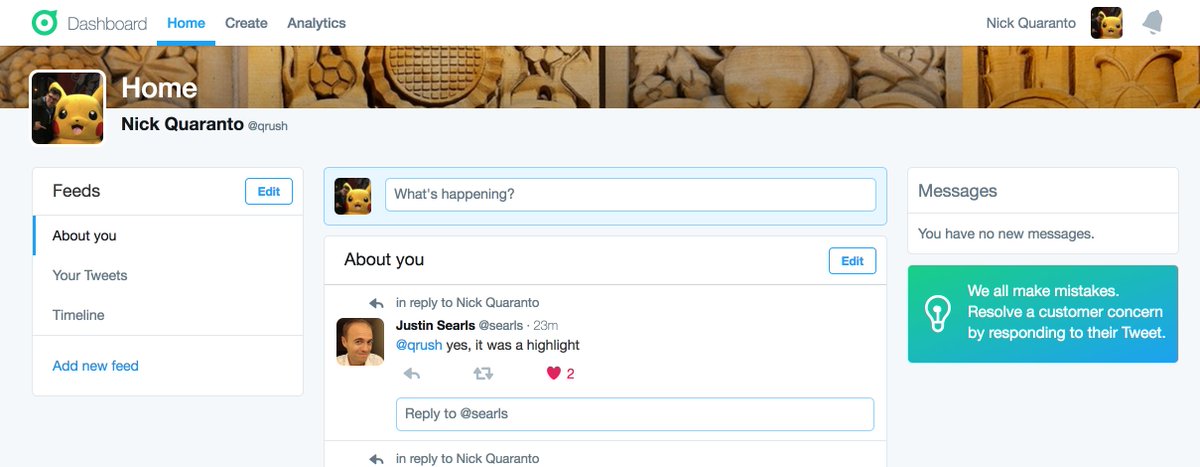 Dashboard Home Create Analytics Nick Quaranto
Home
Nick Quaranto @qrush
Feeds Edit
About you
Your Tweets
Timeline
Add new feed
What's happening?
About you Edit
in reply to Nick Quaranto
Justin Searls @searls · 23m
@qrush yes, it was a highlight
2
Reply to @searls
in reply to Nick Quaranto
Messages
You have no new messages.
We all make mistakes.
Resolve a customer concern
by responding to their Tweet.